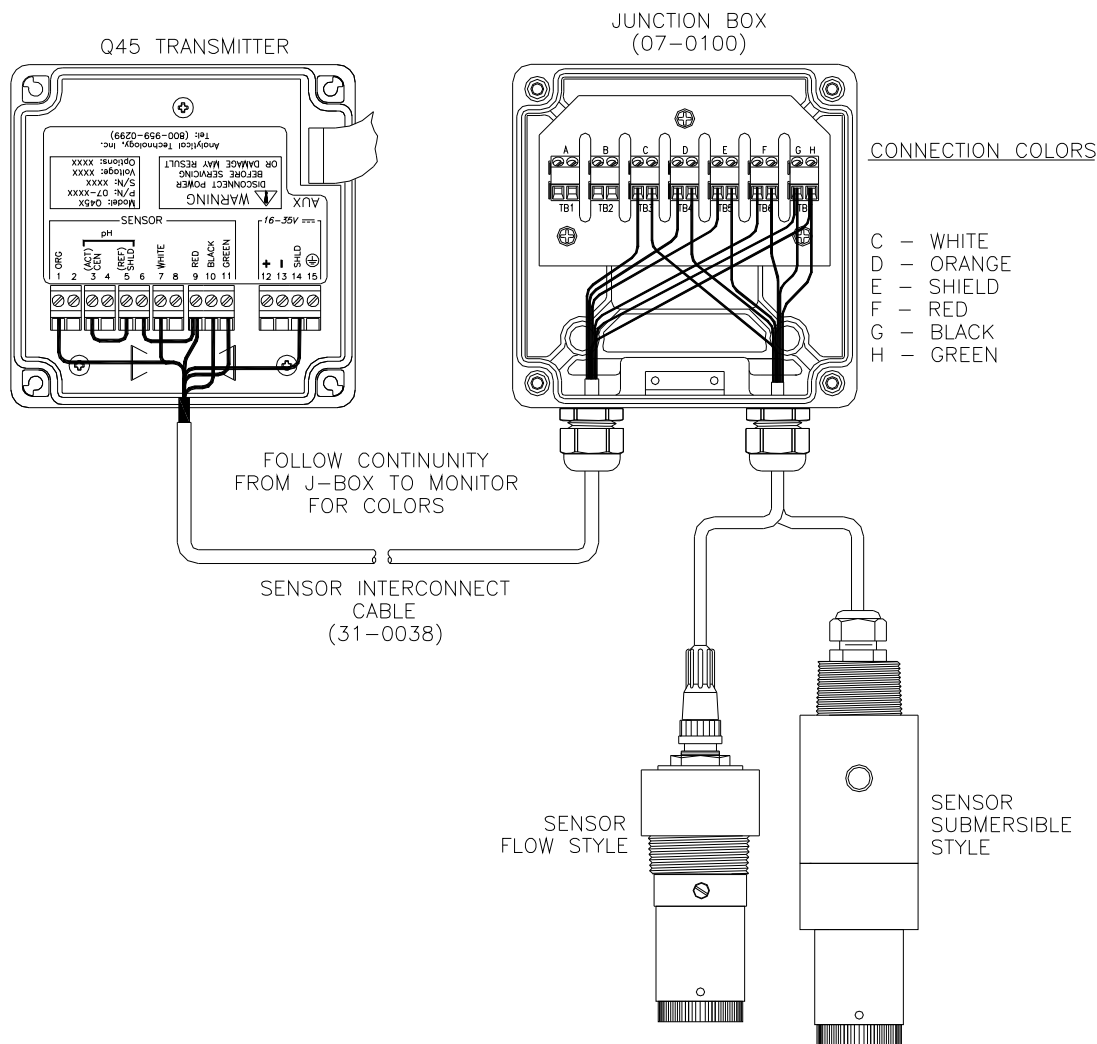 Q45 TRANSMITTER
JUNCTION BOX
(07-0100)
Analytical Technology, Inc.
Tel: (800-959-0299)
WARNING
DISCONNECT POWER
BEFORE SERVICING
OR DAMAGE MAY RESULT
Model: Q45X
P/N: 07-XXXX
S/N: XXXX
Voltage: XXXX
Options: XXXX
AUX
SENSOR
pH
16-35V
ORG
(ACT)
CEN
(REF)
SHLD
WHITE
RED
BLACK
GREEN
+
-
SHLD
1 2 3 4 5 6 7 8 9 10 11 12 13 14 15
A B C D E F G H
TB1 TB2 TB3 TB4 TB5 TB6
CONNECTION COLORS
C - WHITE
D - ORANGE
E - SHIELD
F - RED
G - BLACK
H - GREEN
FOLLOW CONTINUNITY
FROM J-BOX TO MONITOR
FOR COLORS
SENSOR INTERCONNECT
CABLE
(31-0038)
SENSOR
FLOW STYLE
SENSOR
SUBMERSIBLE
STYLE